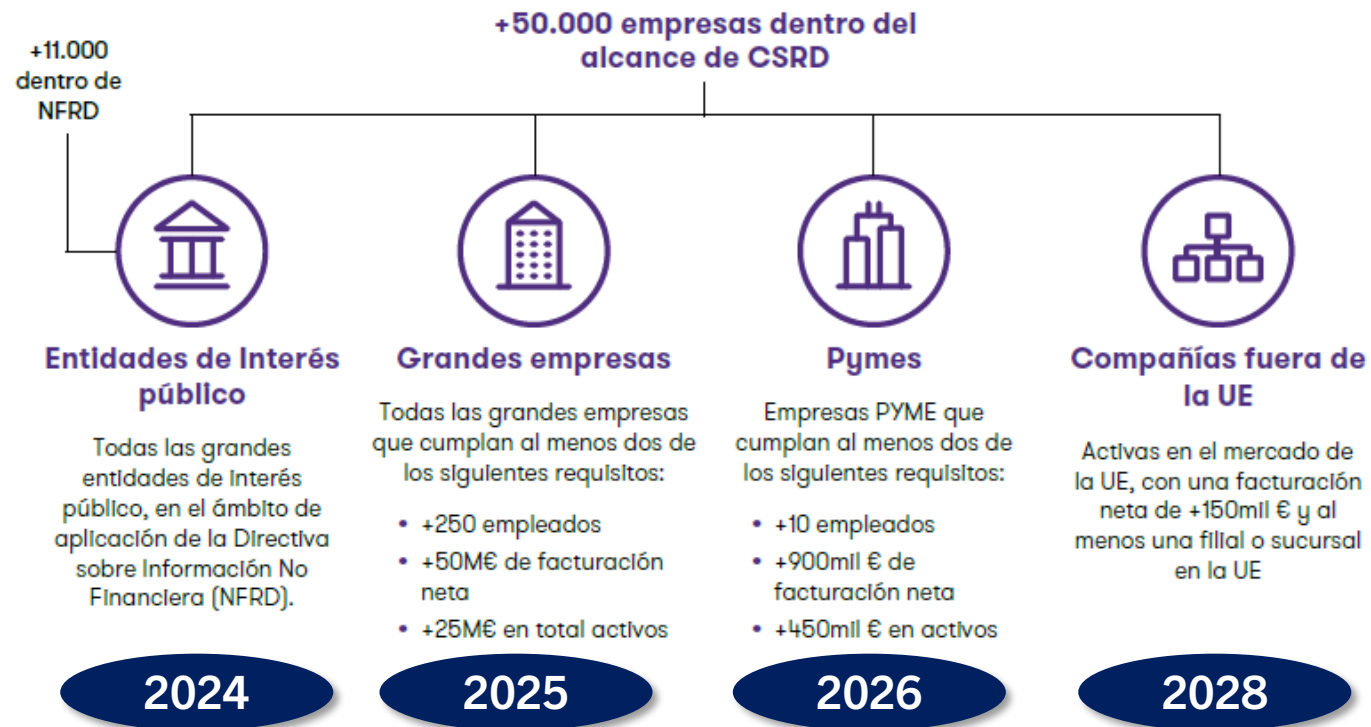 +50.000 empresas dentro del
alcance de CSRD
+11.000
dentro de
NFRD
Entidades de Interés
público
Todas las grandes
entidades de interés
público, en el ámbito de
aplicación de la Directiva
sobre Información No
Financiera (NFRD).
2024
Grandes empresas
Todas las grandes empresas
que cumplan al menos dos de
los siguientes requisitos:
• +250 empleados
• +50M€ de facturación
neta
• +25M€ en total activos
2025
Pymes
Empresas PYME que
cumplan al menos dos de
los siguientes requisitos:
• +10 empleados
• +900mil € de
facturación neta
• +450mil € en activos
2026
Compañías fuera de
la UE
Activas en el mercado de
la UE, con una facturación
neta de +150mil € y al
menos una filial o sucursal
en la UE
2028